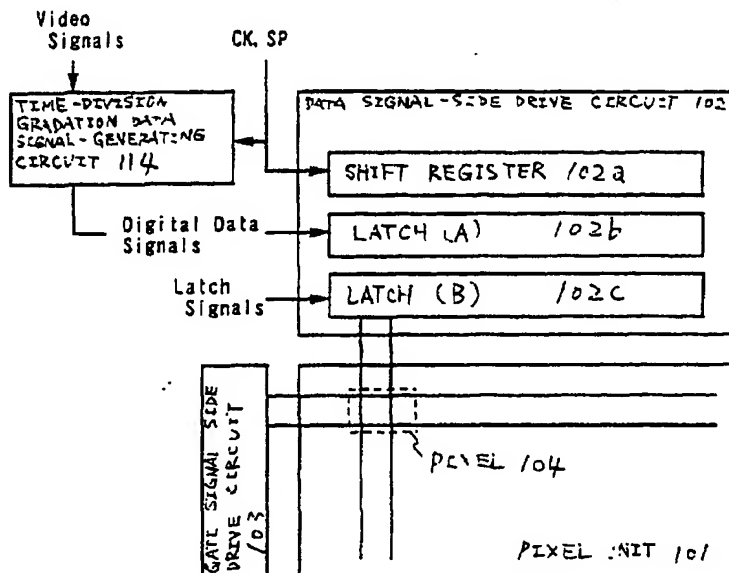 Video
Signals
CK, SP
TIME-DIVISION
GRADATION DATA
SIGNAL-GENERATING
CIRCUIT 114
DATA SIGNAL-SIDE DRIVE CIRCUIT 102
SHIFT REGISTER 102a
Digital Data
Signals
LATCH (A) 102b
Latch
Signals
LATCH (B) 102c
GATE SIGNAL SIDE
DRIVE CIRCUIT
103
PIXEL 104
PIXEL UNIT 101